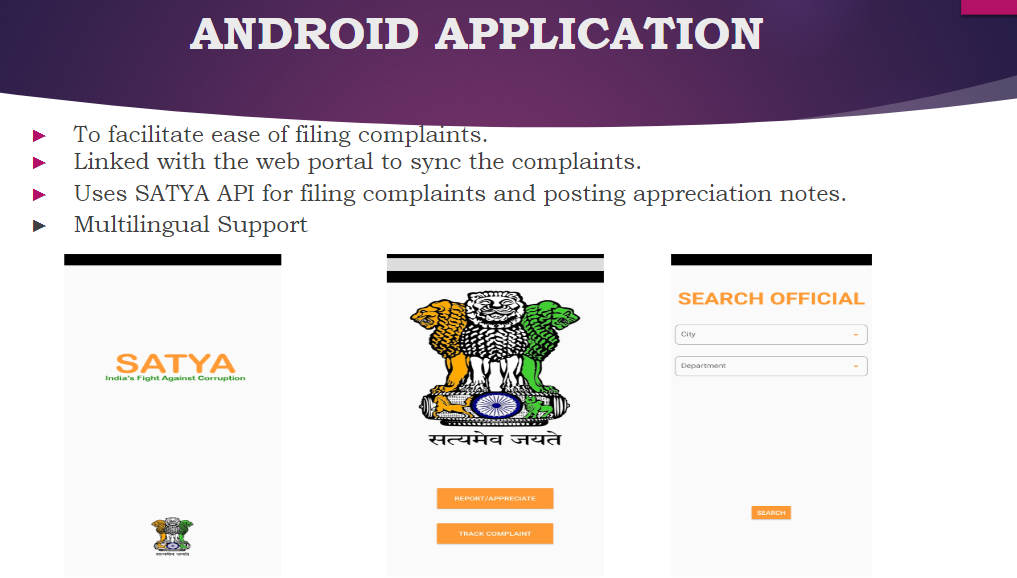 ANDROID APPLICATION
To facilitate ease of filing complaints.
Linked with the web portal to sync the complaints.
Uses SATYA API for filing complaints and posting appreciation notes.
Multilingual Support
SATYA
India's Fight Against Corruption
सत्यमेव जयते
सत्यमेव जयते
REPORT/APPRECIATE
TRACK COMPLAINT
SEARCH OFFICIAL
City
Department
SEARCH